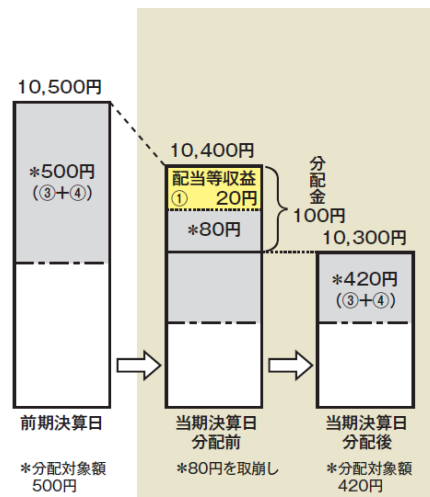 10,500円
*500円
(③+④)
前期決算日
*分配対象額
500円
10,400円
配当等収益
① 20円
*80円
分配金
100円
当期決算日
分配前
*80円を取崩し
10,300円
*420円
(③+④)
当期決算日
分配後
*分配対象額
420円